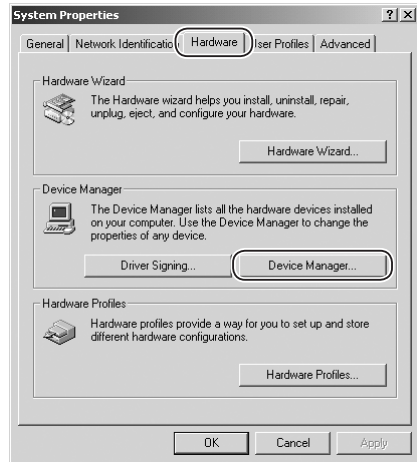 System Properties
General Network Identification Hardware User Profiles Advanced
Hardware Wizard
The Hardware wizard helps you install, uninstall, repair,
unplug, eject, and configure your hardware.
Hardware Wizard...
Device Manager
The Device Manager lists all the hardware devices installed
on your computer. Use the Device Manager to change the
properties of any device.
Driver Signing... Device Manager...
Hardware Profiles
Hardware profiles provide a way for you to set up and store
different hardware configurations.
Hardware Profiles...
OK Cancel Apply